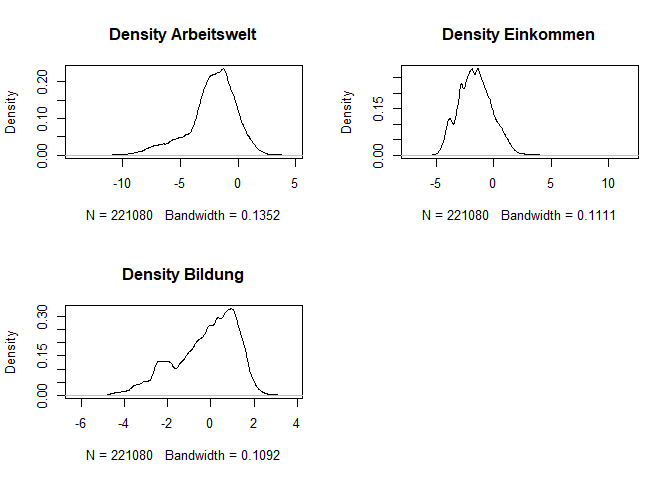 Density Arbeitswelt
Density
0.00 0.10 0.20
-10 -5 0 5
N = 221080 Bandwidth = 0.1352
Density Einkommen
Density
0.00 0.15
-5 0 5 10
N = 221080 Bandwidth = 0.1111
Density Bildung
Density
0.00 0.15 0.30
-6 -4 -2 0 2 4
N = 221080 Bandwidth = 0.1092